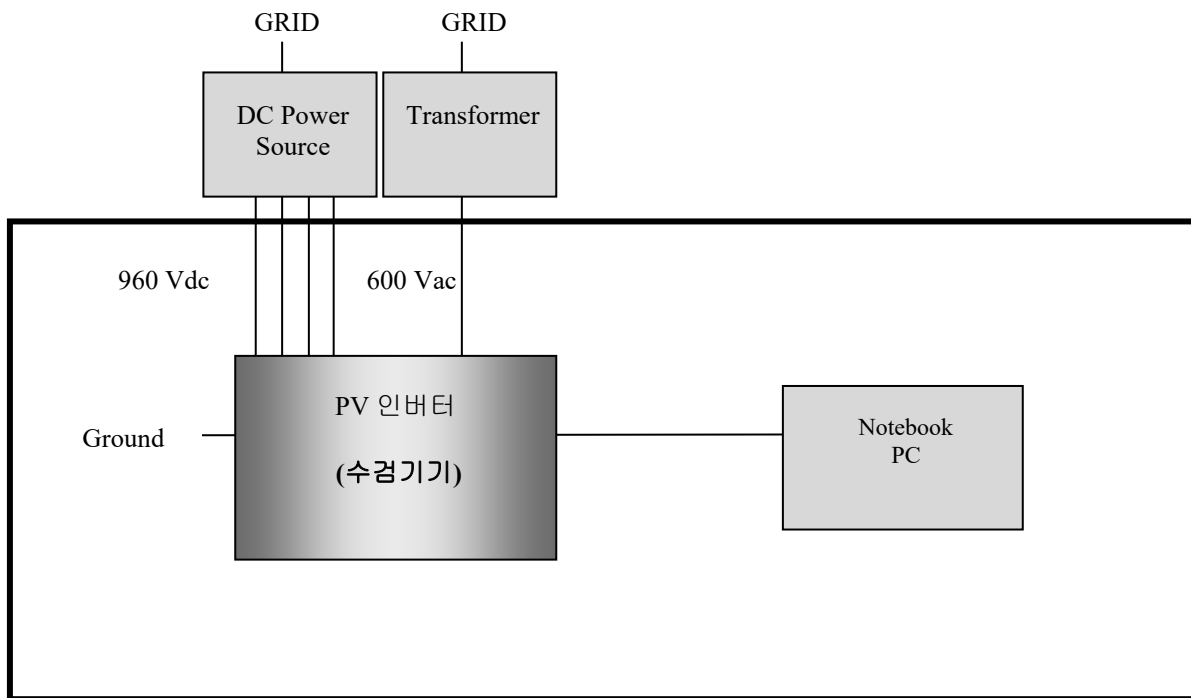 GRID
GRID
DC Power
Source
Transformer
960 Vdc
600 Vac
PV 인버터
(수검기기)
Ground
Notebook
PC